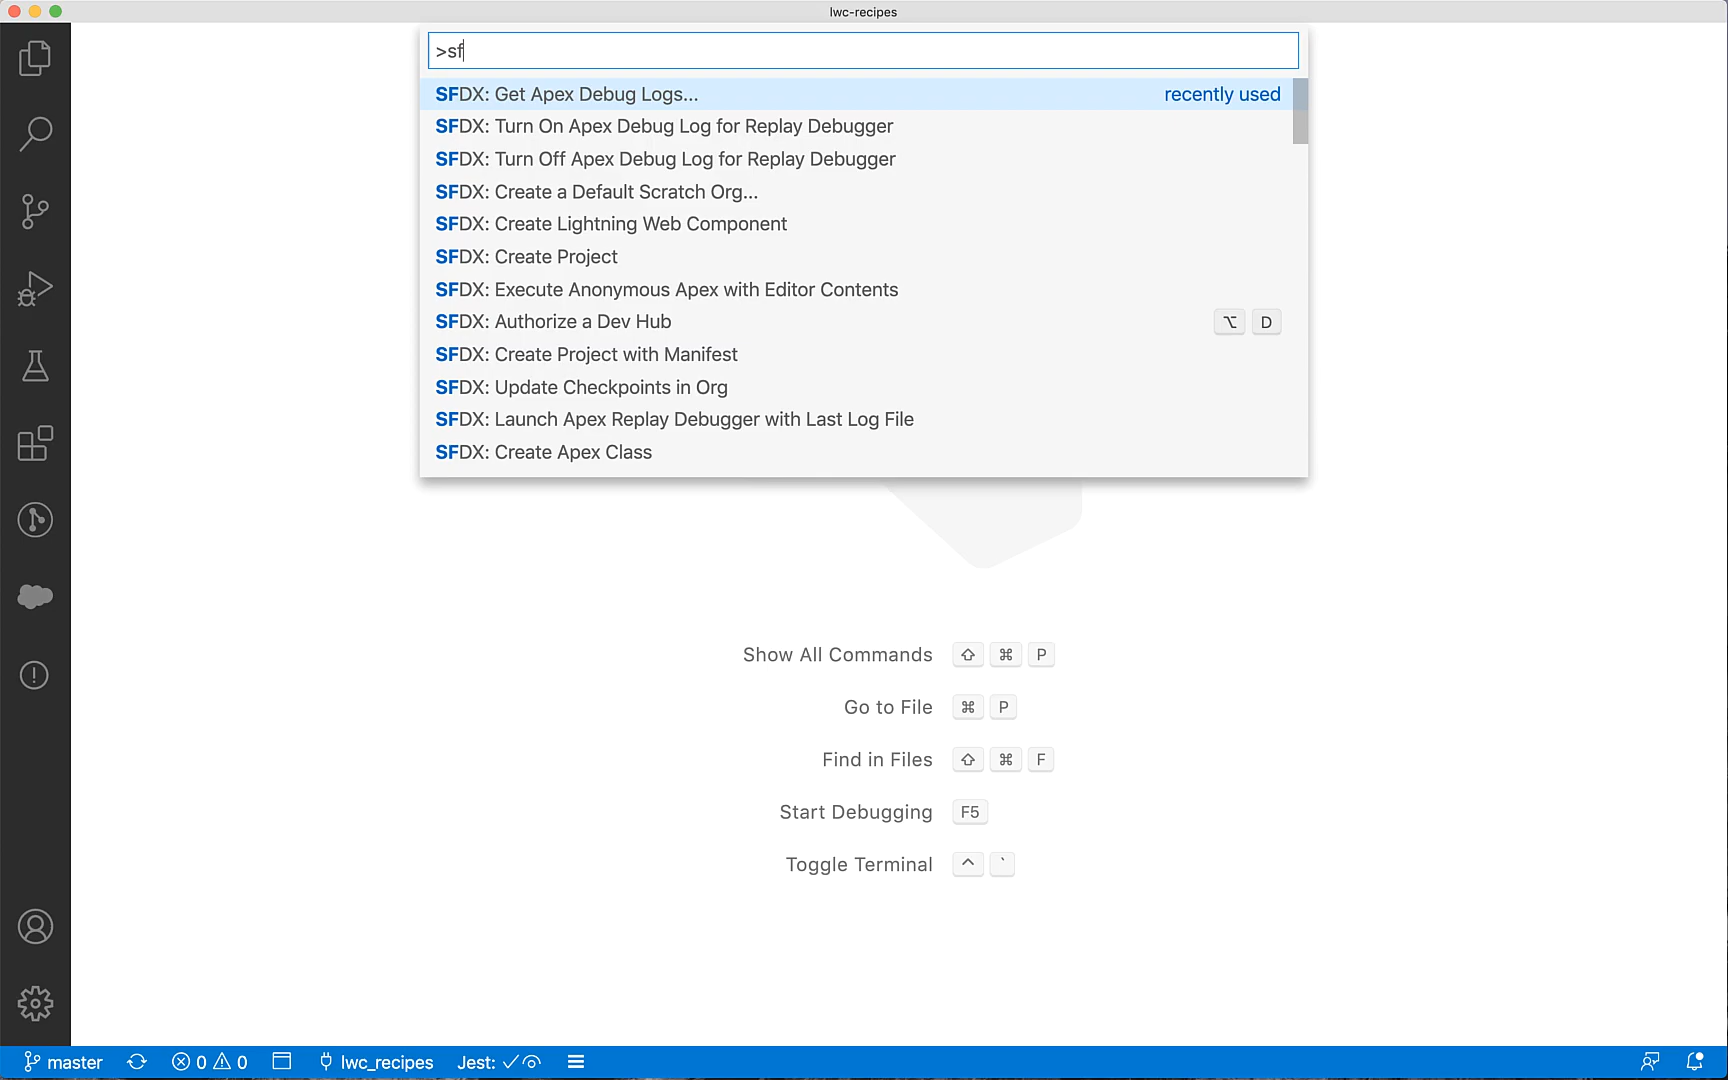 lwc-recipes
>sf
SFDX: Get Apex Debug Logs... recently used
SFDX: Turn On Apex Debug Log for Replay Debugger
SFDX: Turn Off Apex Debug Log for Replay Debugger
SFDX: Create a Default Scratch Org...
SFDX: Create Lightning Web Component
SFDX: Create Project
SFDX: Execute Anonymous Apex with Editor Contents
SFDX: Authorize a Dev Hub ⌥ D
SFDX: Create Project with Manifest
SFDX: Update Checkpoints in Org
SFDX: Launch Apex Replay Debugger with Last Log File
SFDX: Create Apex Class
Show All Commands ⇧ ⌘ P
Go to File ⌘ P
Find in Files ⇧ ⌘ F
Start Debugging F5
Toggle Terminal ^ `
master 0 0 lwc_recipes Jest: ✓